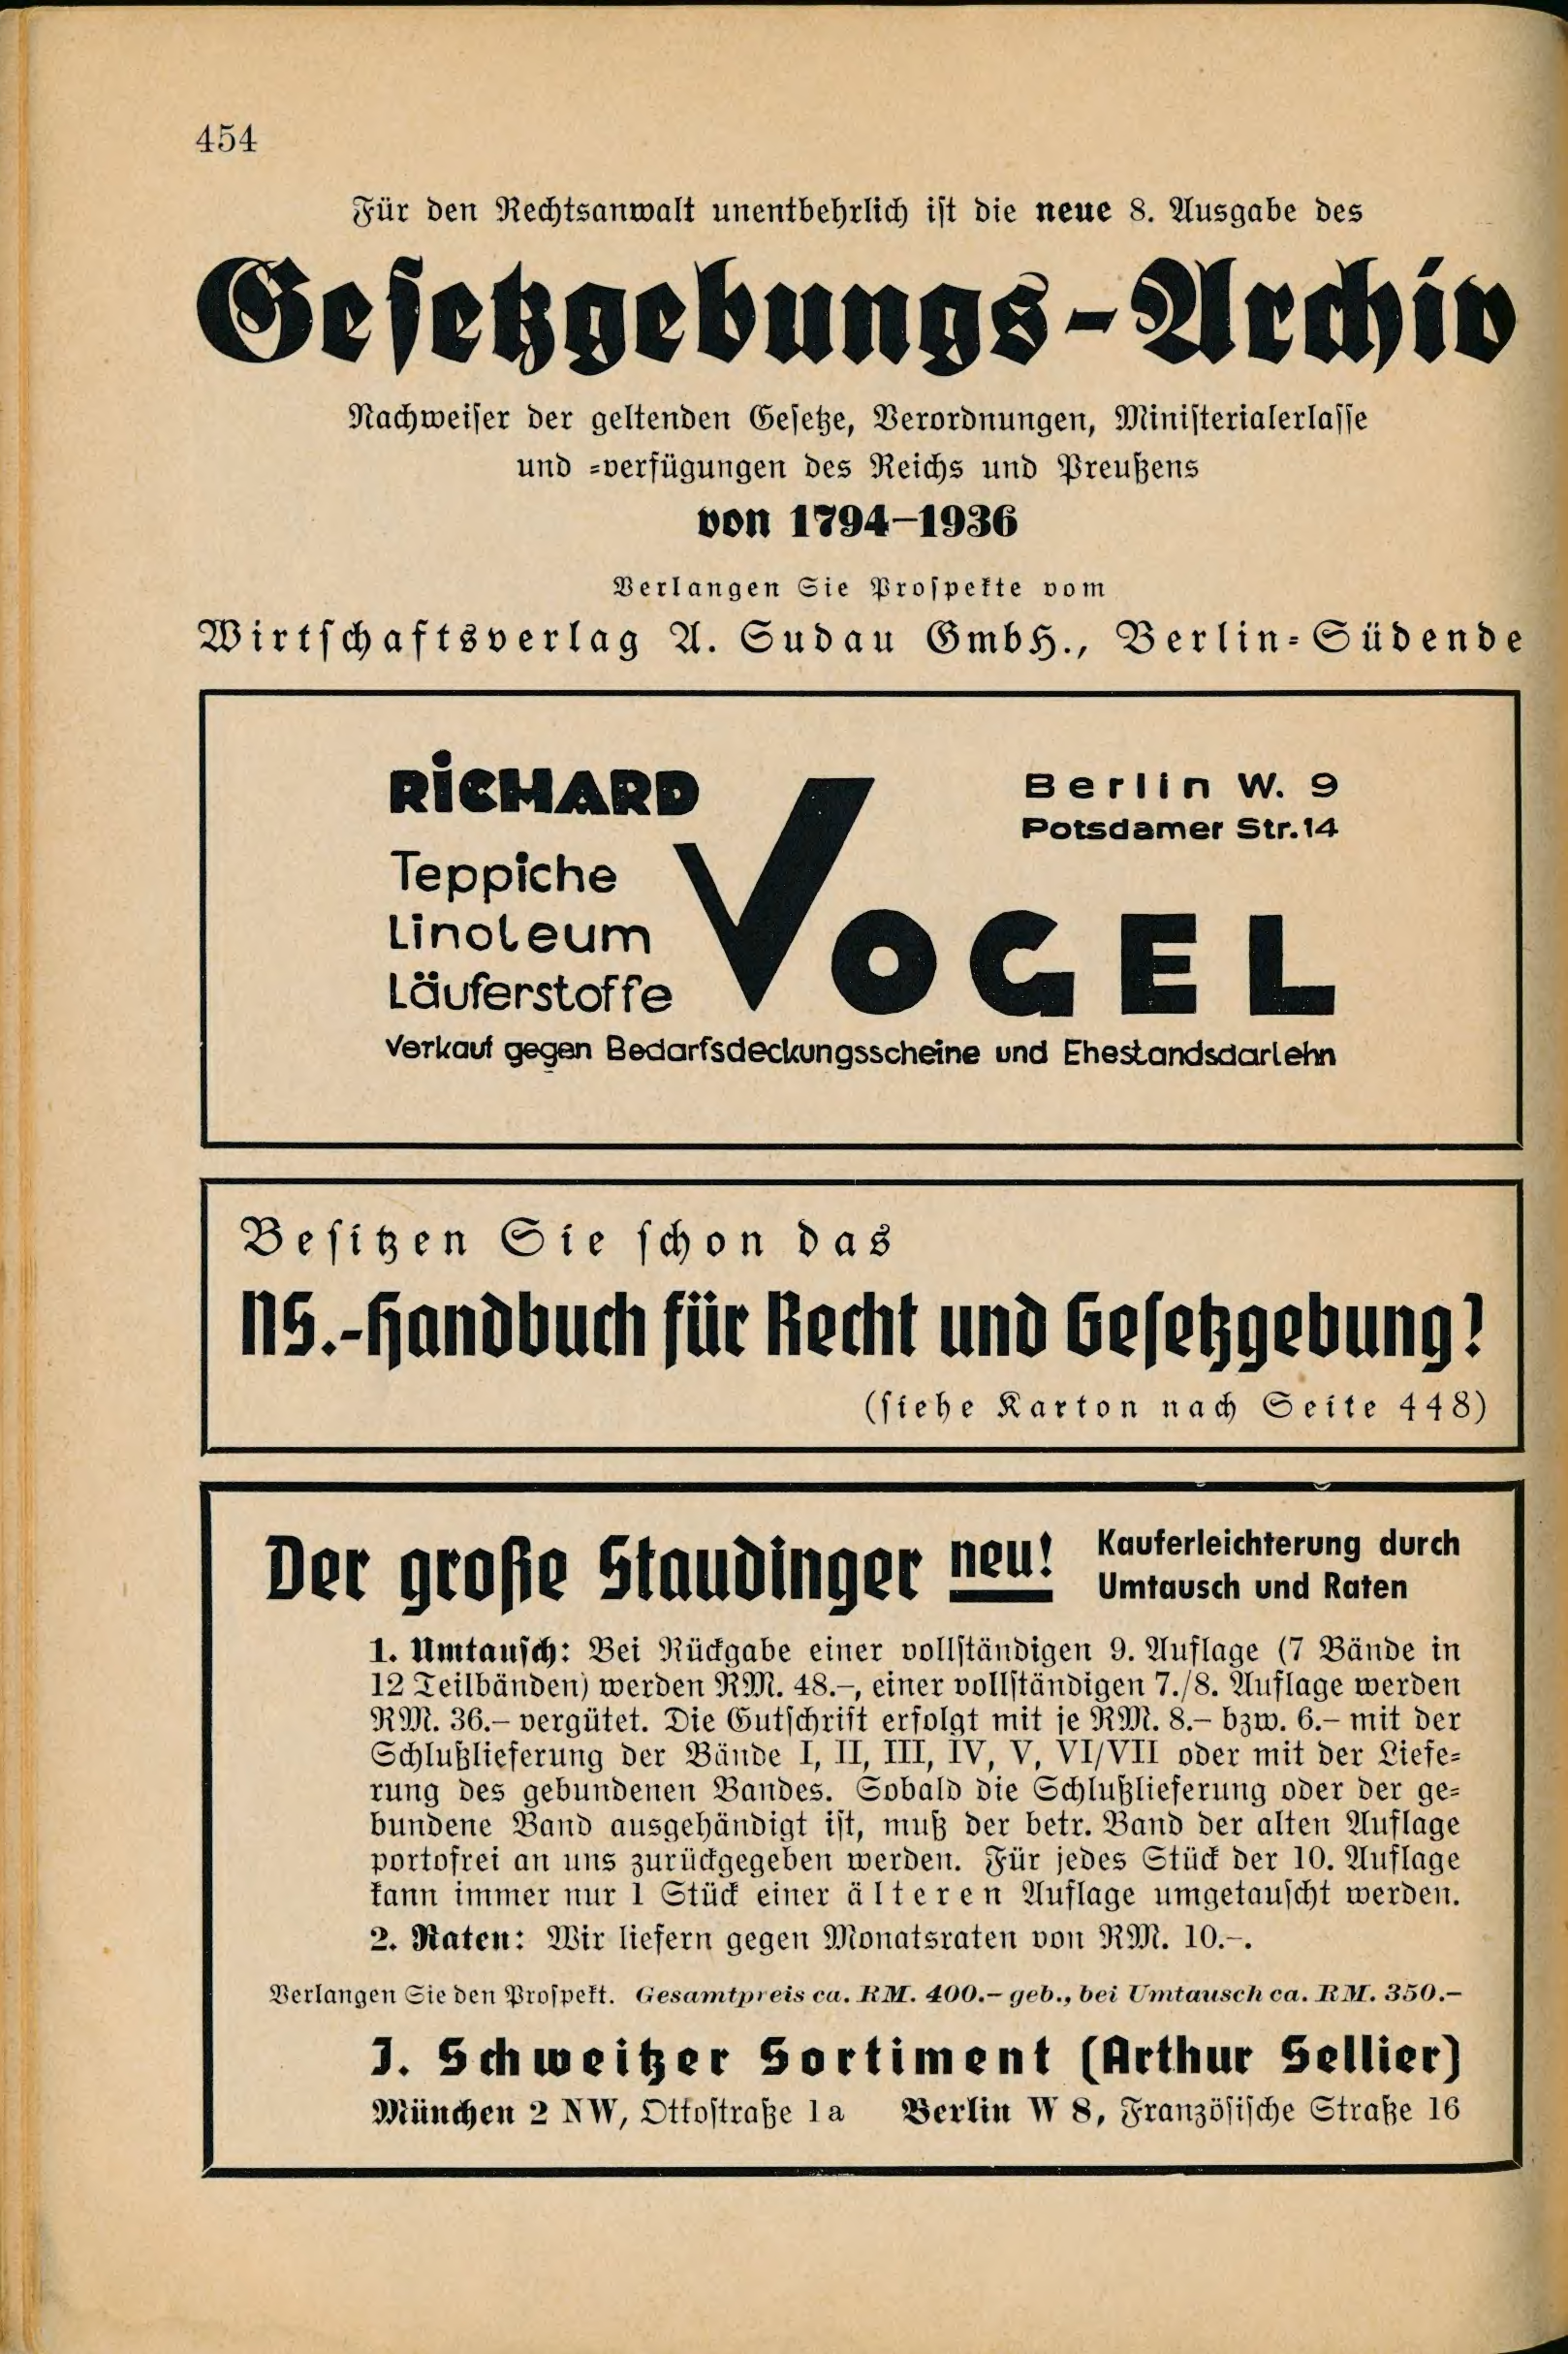 454
Für den Rechtsanwalt unentbehrlich ist die neue 8. Ausgabe des
Gesetzgebungs-Archiv
Nachweiser der geltenden Gesetze, Verordnungen, Ministerialerlasse
und =verfügungen des Reichs und Preußens
von 1794–1936
Verlangen Sie Prospekte vom
Wirtschaftsverlag A. Sudau GmbH., Berlin=Südende
RICHARD VOGEL
Berlin W. 9
Potsdamer Str. 14
Teppiche
Linoleum
Läuferstoffe
Verkauf gegen Bedarfsdeckungsscheine und Ehestandsdarlehn
Besitzen Sie schon das
NS.-Handbuch für Recht und Gesetzgebung?
(siehe Karton nach Seite 448)
Der große Staudinger neu!
Kauferleichterung durch
Umtausch und Raten
1. Umtausch: Bei Rückgabe einer vollständigen 9. Auflage (7 Bände in
12 Teilbänden) werden RM. 48.–, einer vollständigen 7./8. Auflage werden
RM. 36.– vergütet. Die Gutschrift erfolgt mit je RM. 8.– bzw. 6.– mit der
Schlußlieferung der Bände I, II, III, IV, V, VI/VII oder mit der Liefe=
rung des gebundenen Bandes. Sobald die Schlußlieferung oder der ge=
bundene Band ausgehändigt ist, muß der betr. Band der alten Auflage
portofrei an uns zurückgegeben werden. Für jedes Stück der 10. Auflage
kann immer nur 1 Stück einer älteren Auflage umgetauscht werden.
2. Raten: Wir liefern gegen Monatsraten von RM. 10.–.
Verlangen Sie den Prospekt. Gesamtpreis ca. RM. 400.– geb., bei Umtausch ca. RM. 350.–
J. Schweitzer Sortiment (Arthur Sellier)
München 2 NW, Ottostraße 1a Berlin W 8, Französische Straße 16